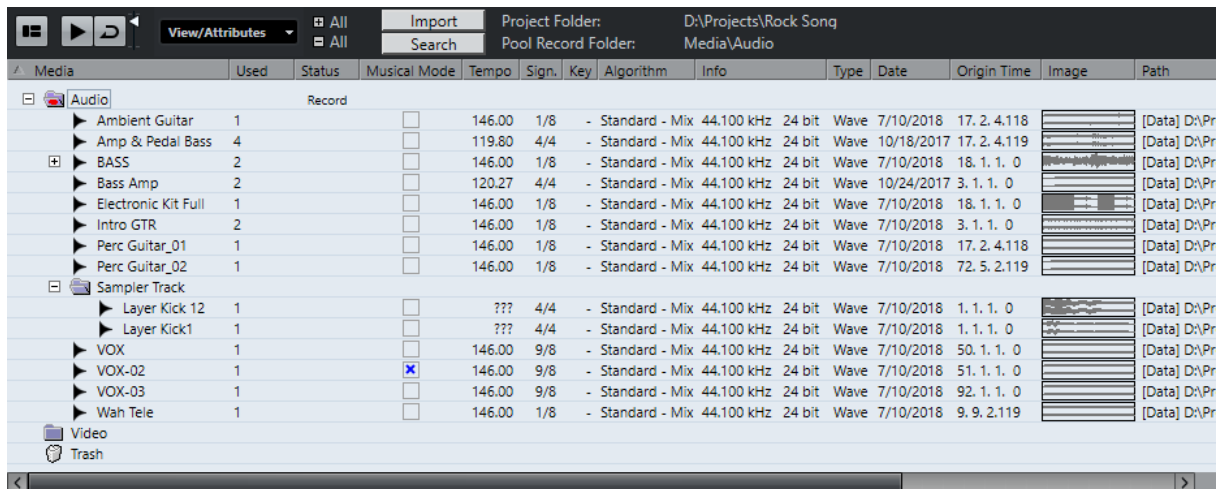 View/Attributes All Import Project Folder: D:\Projects\Rock Song
All Search Pool Record Folder: Media\Audio
Media Used Status Musical Mode Tempo Sign. Key Algorithm Info Type Date Origin Time Image Path
Audio Record
Ambient Guitar 1 146.00 1/8 - Standard - Mix 44.100 kHz 24 bit Wave 7/10/2018 17. 2. 4.118 [Data] D:\Pr
Amp & Pedal Bass 4 119.80 4/4 - Standard - Mix 44.100 kHz 24 bit Wave 10/18/2017 17. 2. 4.119 [Data] D:\Pr
BASS 2 146.00 1/8 - Standard - Mix 44.100 kHz 24 bit Wave 7/10/2018 18. 1. 1. 0 [Data] D:\Pr
Bass Amp 2 120.27 4/4 - Standard - Mix 44.100 kHz 24 bit Wave 10/24/2017 3. 1. 1. 0 [Data] D:\Pr
Electronic Kit Full 1 146.00 1/8 - Standard - Mix 44.100 kHz 24 bit Wave 7/10/2018 18. 1. 1. 0 [Data] D:\Pr
Intro GTR 2 146.00 1/8 - Standard - Mix 44.100 kHz 24 bit Wave 7/10/2018 3. 1. 1. 0 [Data] D:\Pr
Perc Guitar_01 1 146.00 1/8 - Standard - Mix 44.100 kHz 24 bit Wave 7/10/2018 17. 2. 4.118 [Data] D:\Pr
Perc Guitar_02 1 146.00 1/8 - Standard - Mix 44.100 kHz 24 bit Wave 7/10/2018 72. 5. 2.119 [Data] D:\Pr
Sampler Track
Layer Kick 12 1 ??? 4/4 - Standard - Mix 44.100 kHz 24 bit Wave 7/10/2018 1. 1. 1. 0 [Data] D:\Pr
Layer Kick1 1 ??? 4/4 - Standard - Mix 44.100 kHz 24 bit Wave 7/10/2018 1. 1. 1. 0 [Data] D:\Pr
VOX 1 146.00 9/8 - Standard - Mix 44.100 kHz 24 bit Wave 7/10/2018 50. 1. 1. 0 [Data] D:\Pr
VOX-02 1 146.00 9/8 - Standard - Mix 44.100 kHz 24 bit Wave 7/10/2018 51. 1. 1. 0 [Data] D:\Pr
VOX-03 1 146.00 9/8 - Standard - Mix 44.100 kHz 24 bit Wave 7/10/2018 92. 1. 1. 0 [Data] D:\Pr
Wah Tele 1 146.00 1/8 - Standard - Mix 44.100 kHz 24 bit Wave 7/10/2018 9. 9. 2.119 [Data] D:\Pr
Video
Trash